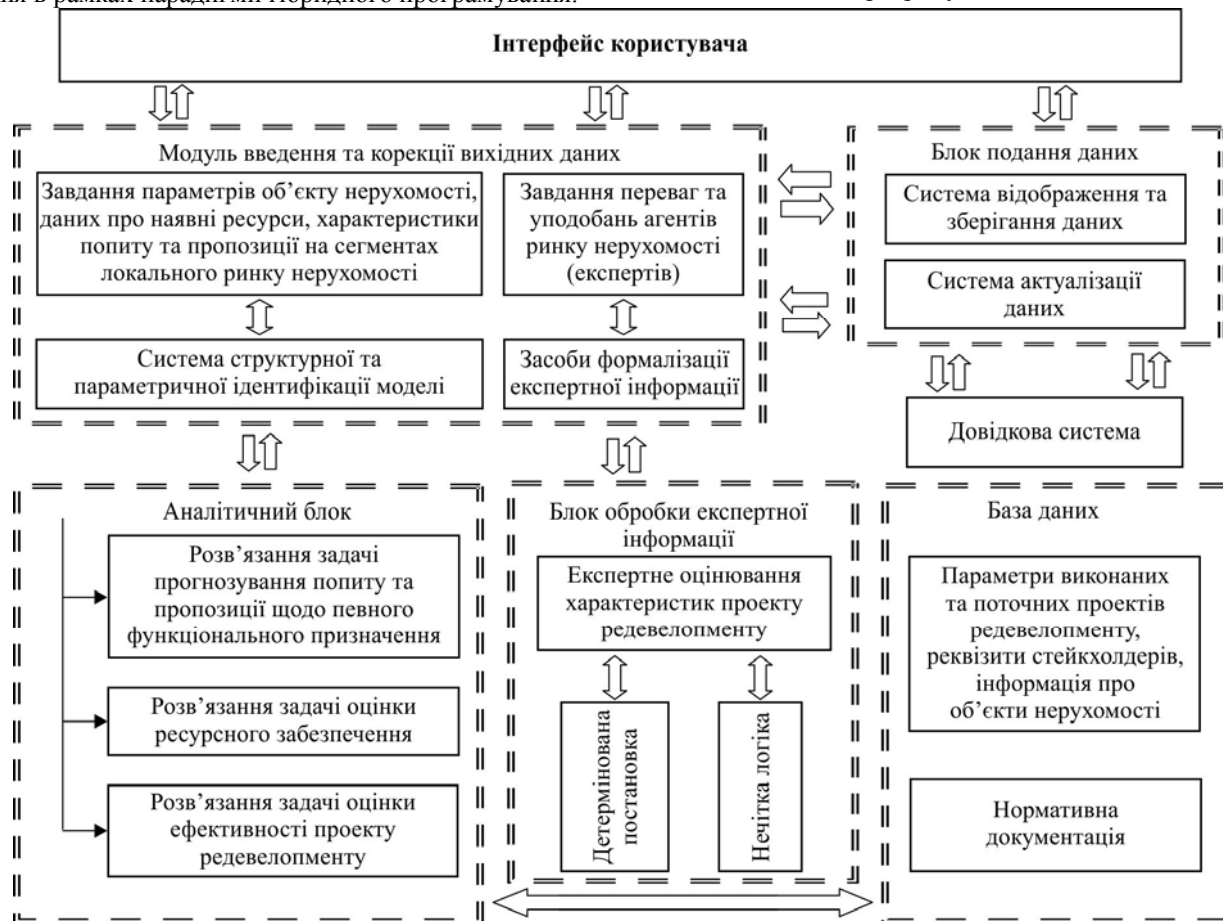 в рамках парадигми гібридного програмування.
Інтерфейс користувача
Модуль введення та корекції вихідних даних
Завдання параметрів об’єкту нерухомості,
даних про наявні ресурси, характеристики
попиту та пропозиції на сегментах
локального ринку нерухомості
Завдання переваг та
уподобань агентів
ринку нерухомості
(експертів)
Система структурної та
параметричної ідентифікації моделі
Засоби формалізації
експертної інформації
Блок подання даних
Система відображення та
зберігання даних
Система актуалізації
даних
Довідкова система
Аналітичний блок
Розв’язання задачі
прогнозування попиту та
пропозиції щодо певного
функціонального призначення
Розв’язання задачі оцінки
ресурсного забезпечення
Розв’язання задачі оцінки
ефективності проекту
редевелопменту
Блок обробки експертної
інформації
Експертне оцінювання
характеристик проекту
редевелопменту
Детермінована
постановка
Нечітка логіка
База даних
Параметри виконаних
та поточних проектів
редевелопменту,
реквізити стейкхолдерів,
інформація про
об’єкти нерухомості
Нормативна
документація